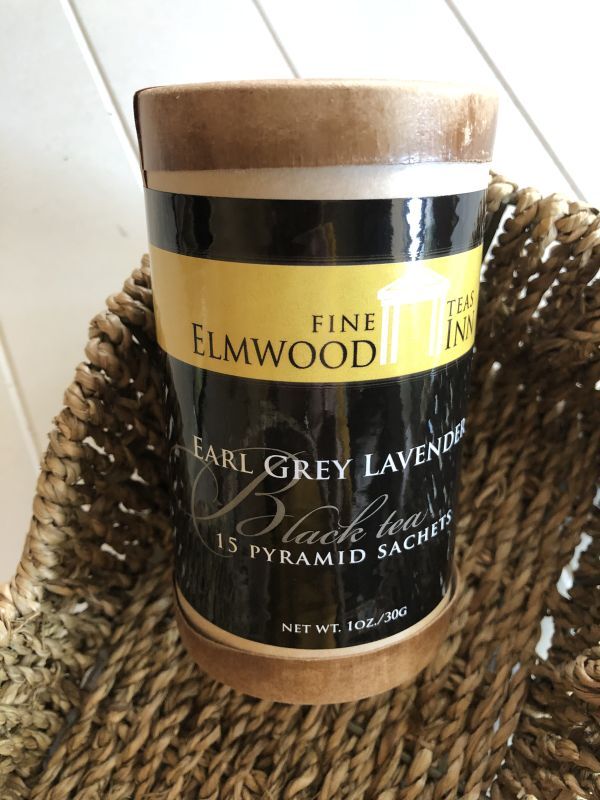 FINE TEAS
ELMWOOD INN
EARL GREY LAVENDER
Black tea
15 PYRAMID SACHETS
NET WT. 1OZ./30G